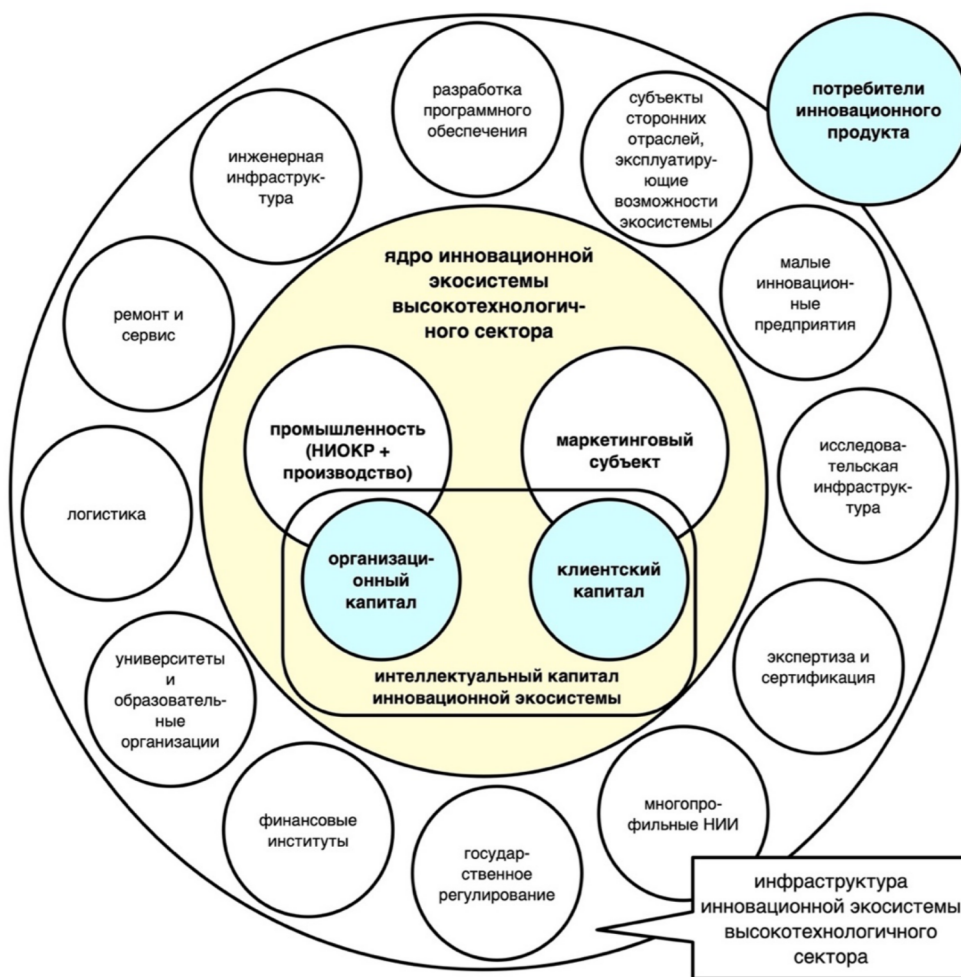 разработка
программного
обеспечения
субъекты
сторонних
отраслей,
эксплуатиру-
ющие
возможности
экосистемы
потребители
инновационного
продукта
инженерная
инфраструк-
тура
малые
инновацион-
ные
предприятия
ремонт и
сервис
ядро инновационной
экосистемы
высокотехнологич-
ного сектора
промышленность
(НИОКР +
производство)
маркетинговый
субъект
исследова-
тельская
инфраструк-
тура
логистика
организаци-
онный
капитал
клиентский
капитал
интеллектуальный капитал
инновационной экосистемы
университеты
и
образователь-
ные
организации
экспертиза и
сертификация
финансовые
институты
государ-
ственное
регулирование
многопро-
фильные НИИ
инфраструктура
инновационной экосистемы
высокотехнологичного
сектора